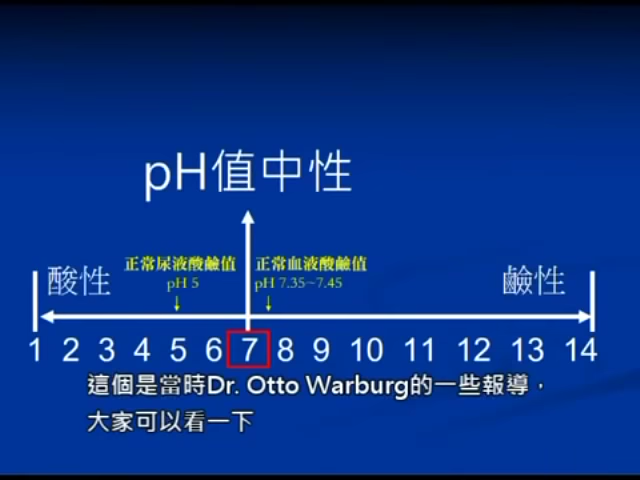 pH值中性
正常尿液酸鹼值 正常血液酸鹼值
pH 5 pH 7.35~7.45
酸性 鹼性
1 2 3 4 5 6 7 8 9 10 11 12 13 14
這個是當時Dr. Otto Warburg的一些報導，
大家可以看一下